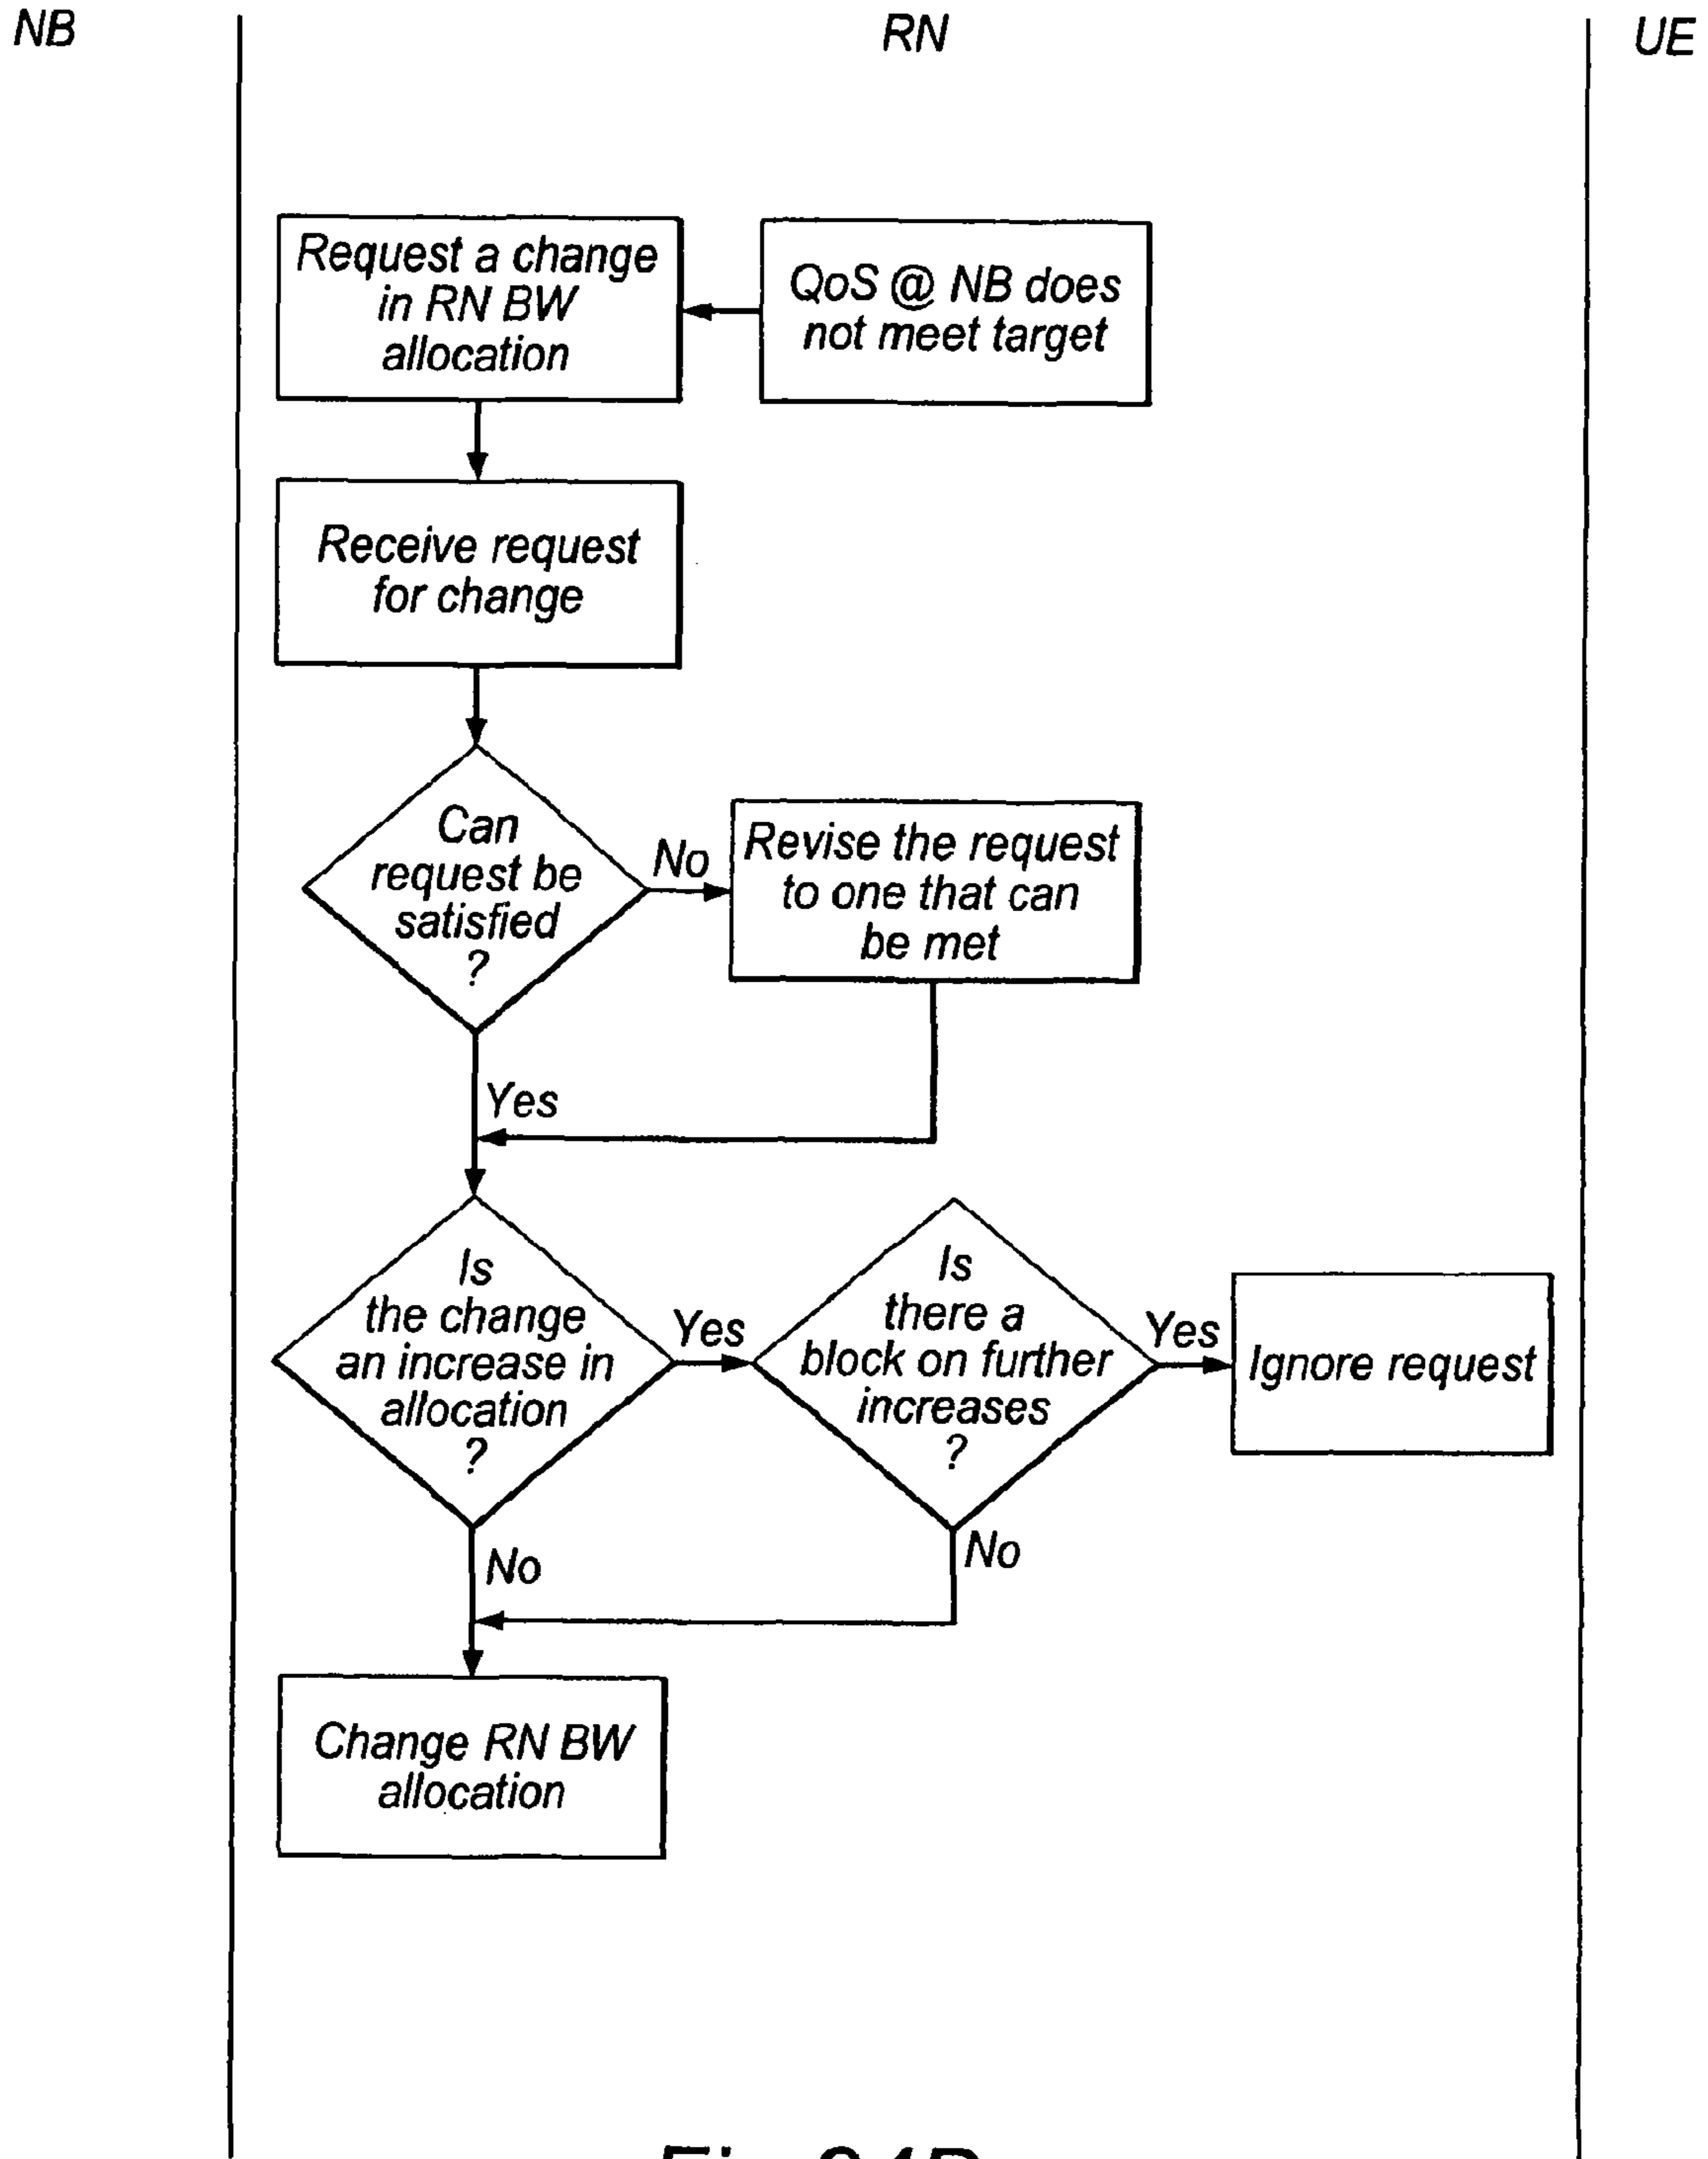 NB
RN
UE
Request a change
in RN BW
allocation
QoS @ NB does
not meet target
Receive request
for change
Can
request be
satisfied
?
No
Revise the request
to one that can
be met
Yes
Is
the change
an increase in
allocation
?
Yes
Is
there a
block on further
increases
?
Yes
Ignore request
No
No
Change RN BW
allocation